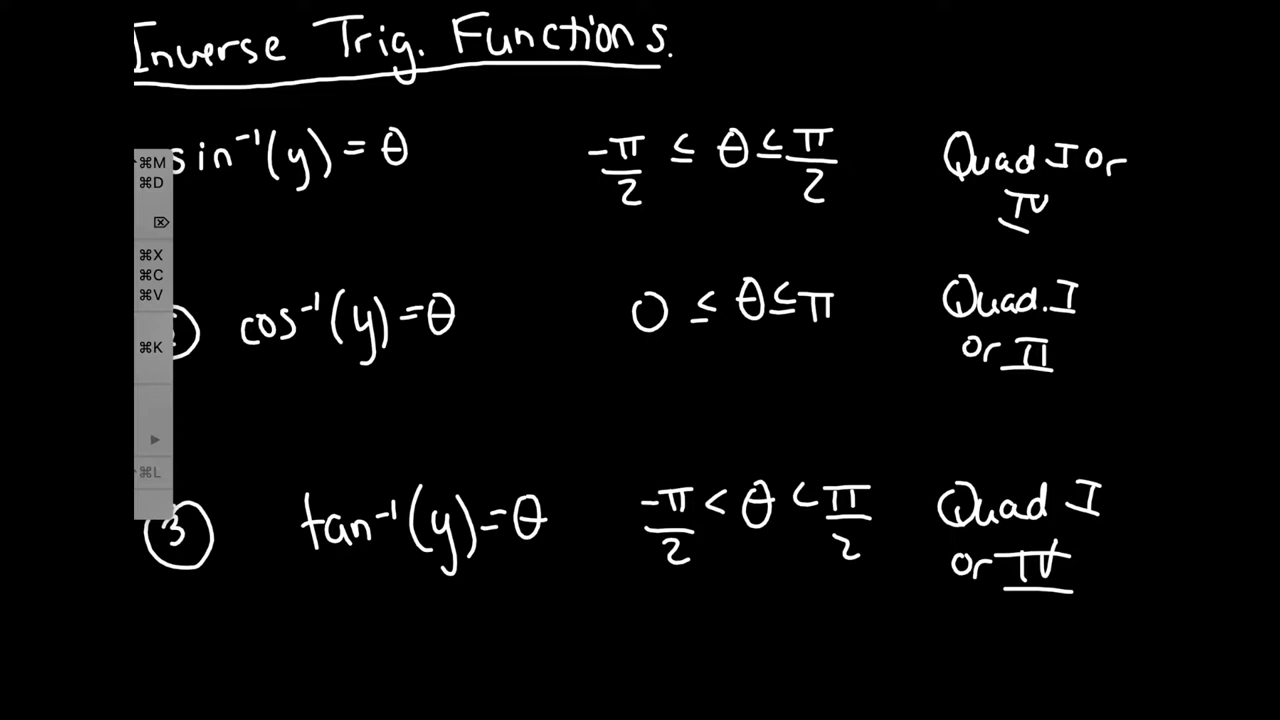 Inverse Trig. Functions.
sin⁻¹(y) = θ  -π/2 ≤ θ ≤ π/2  Quad I or
IV
cos⁻¹(y) = θ  0 ≤ θ ≤ π  Quad. I
or II
3  tan⁻¹(y) = θ  -π/2 < θ < π/2  Quad I
or IV
⌘M
⌘D
⌦
⌘X
⌘C
⌘V
⌘K
⌘L